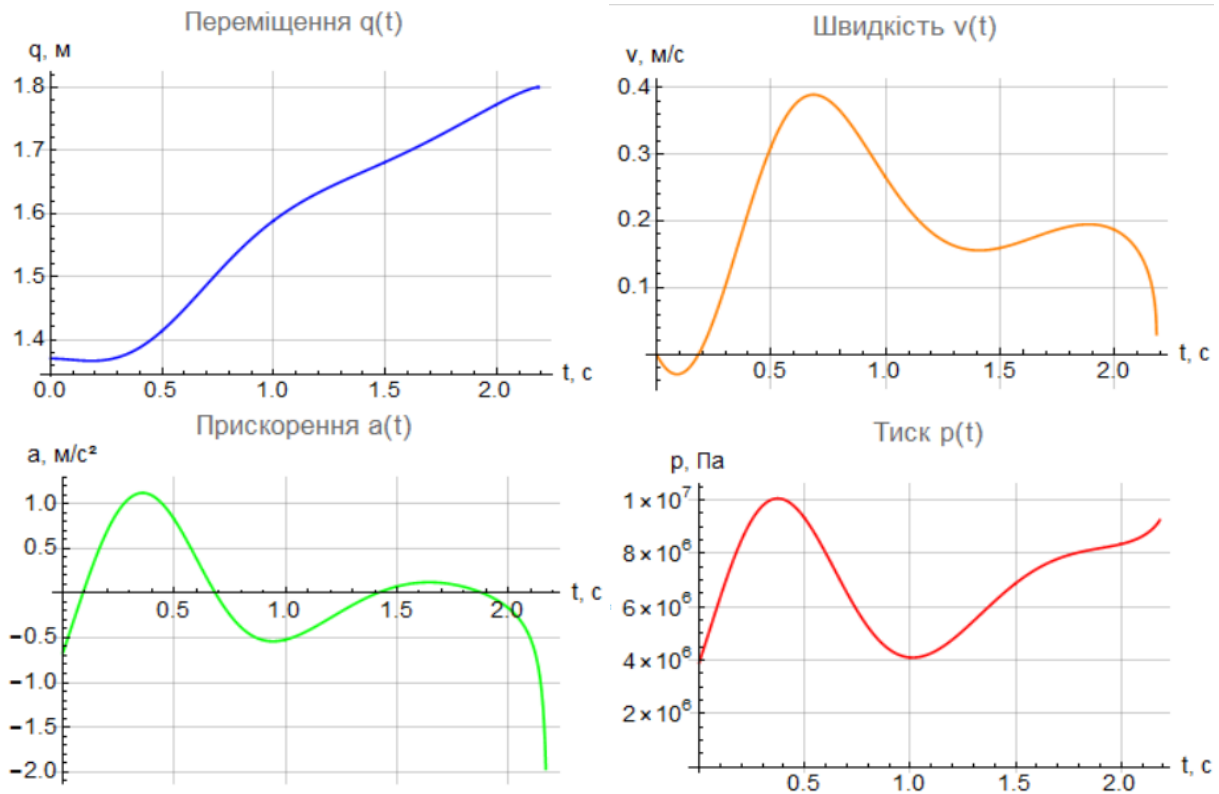 Переміщення q(t)
q, м
1.8
1.7
1.6
1.5
1.4
0.0 0.5 1.0 1.5 2.0 t, с
Швидкість v(t)
v, м/с
0.4
0.3
0.2
0.1
0.5 1.0 1.5 2.0 t, с
Прискорення a(t)
a, м/с²
1.0
0.5
0.5 1.0 1.5 2.0 t, с
−0.5
−1.0
−1.5
−2.0
Тиск p(t)
p, Па
1×10⁷
8×10⁶
6×10⁶
4×10⁶
2×10⁶
0.5 1.0 1.5 2.0 t, с